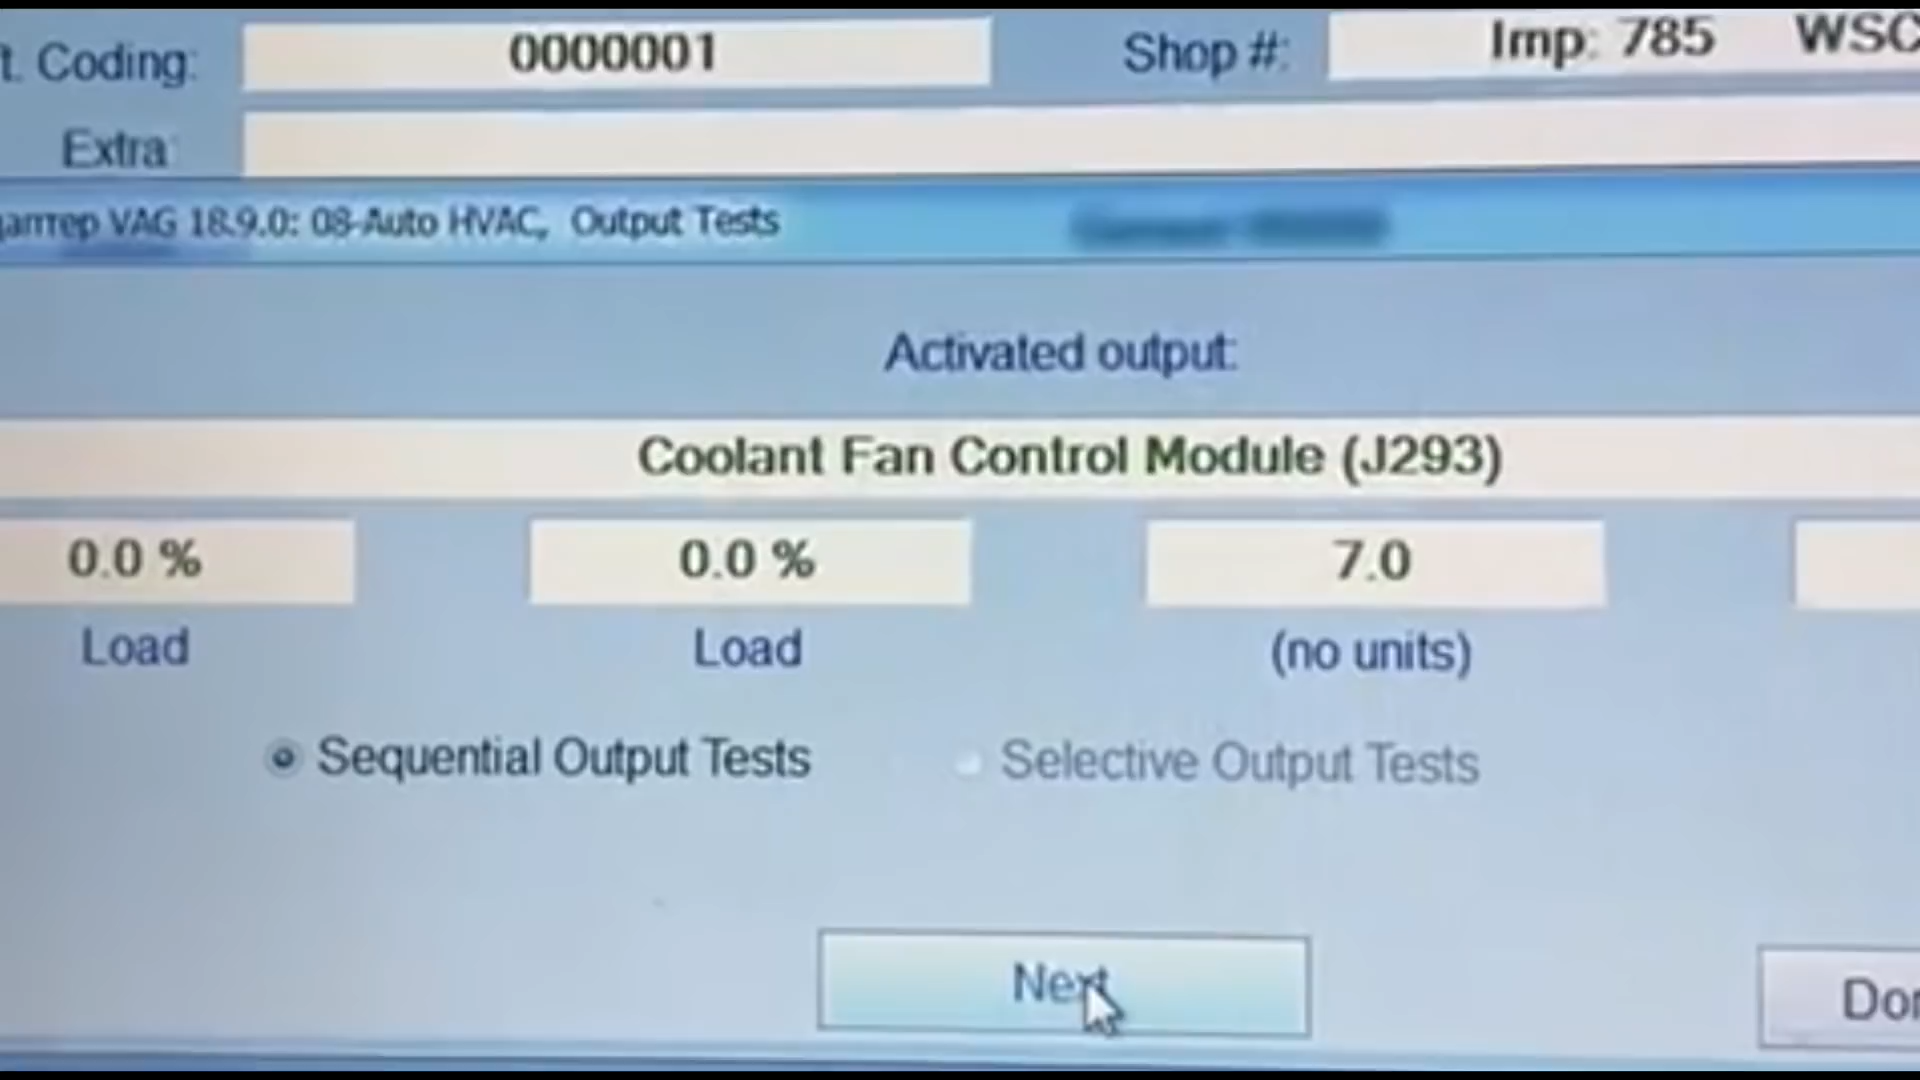 t. Coding: 0000001 Shop #: Imp: 785 WSC
Extra:
даптер VAG 18.9.0: 08-Auto HVAC, Output Tests
Activated output:
Coolant Fan Control Module (J293)
0.0 % 0.0 % 7.0
Load Load (no units)
Sequential Output Tests Selective Output Tests
Next Don